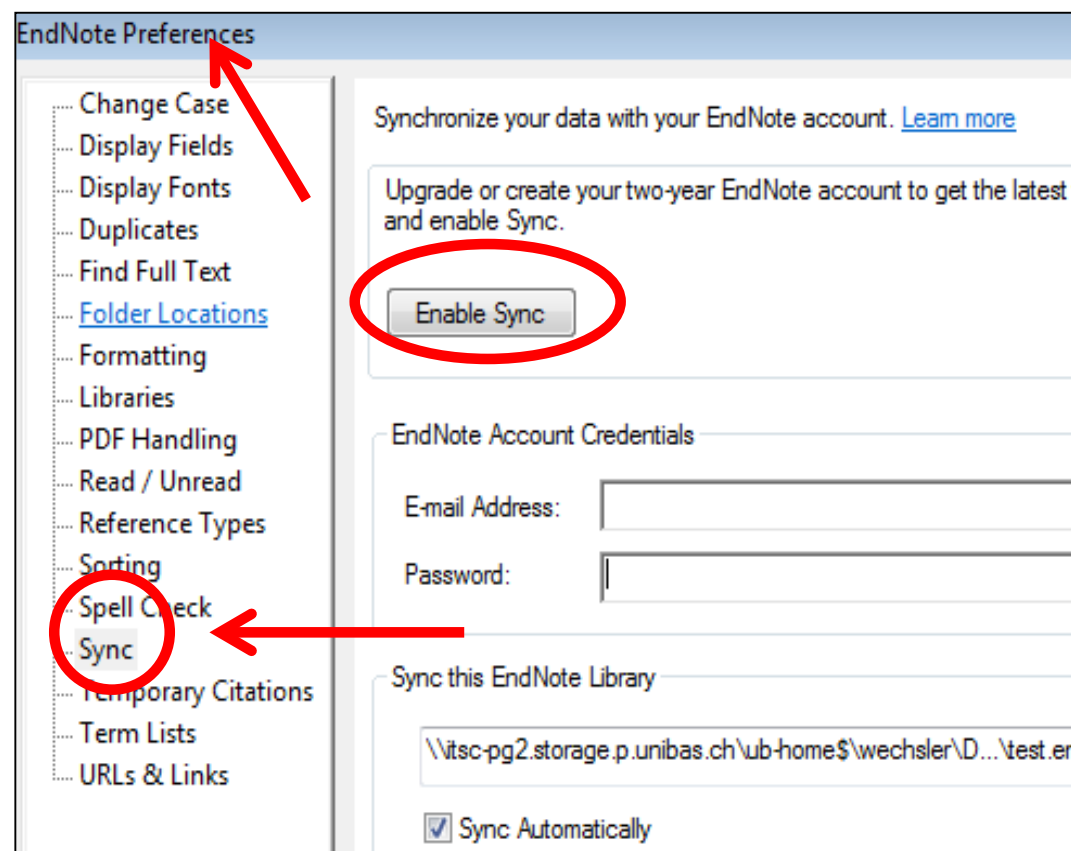 EndNote Preferences
Change Case
Display Fields
Display Fonts
Duplicates
Find Full Text
Folder Locations
Formatting
Libraries
PDF Handling
Read / Unread
Reference Types
Sorting
Spell Check
Sync
Temporary Citations
Term Lists
URLs & Links
Synchronize your data with your EndNote account. Learn more
Upgrade or create your two-year EndNote account to get the latest
and enable Sync.
Enable Sync
EndNote Account Credentials
E-mail Address:
Password:
Sync this EndNote Library
\\itsc-pg2.storage.p.unibas.ch\ub-home$\wechsler\D...\test.en
Sync Automatically